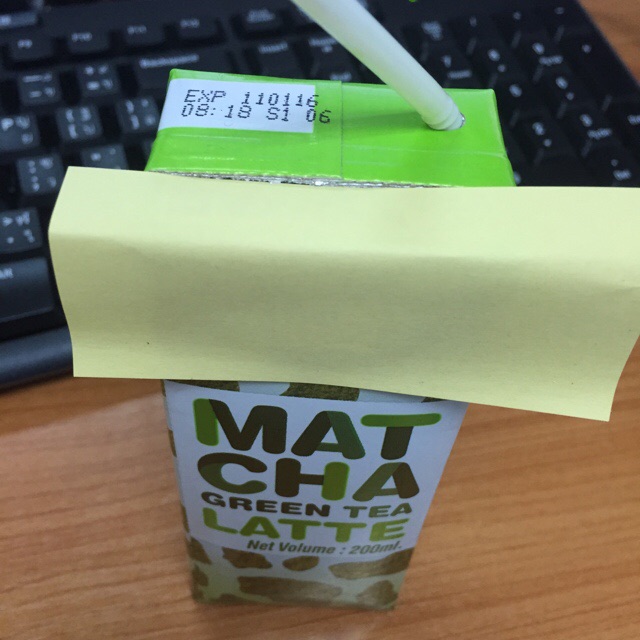 EXP 110116
08:18 S1 06
MAT
CHA
GREEN TEA
LATTE
Net Volume : 200ml.